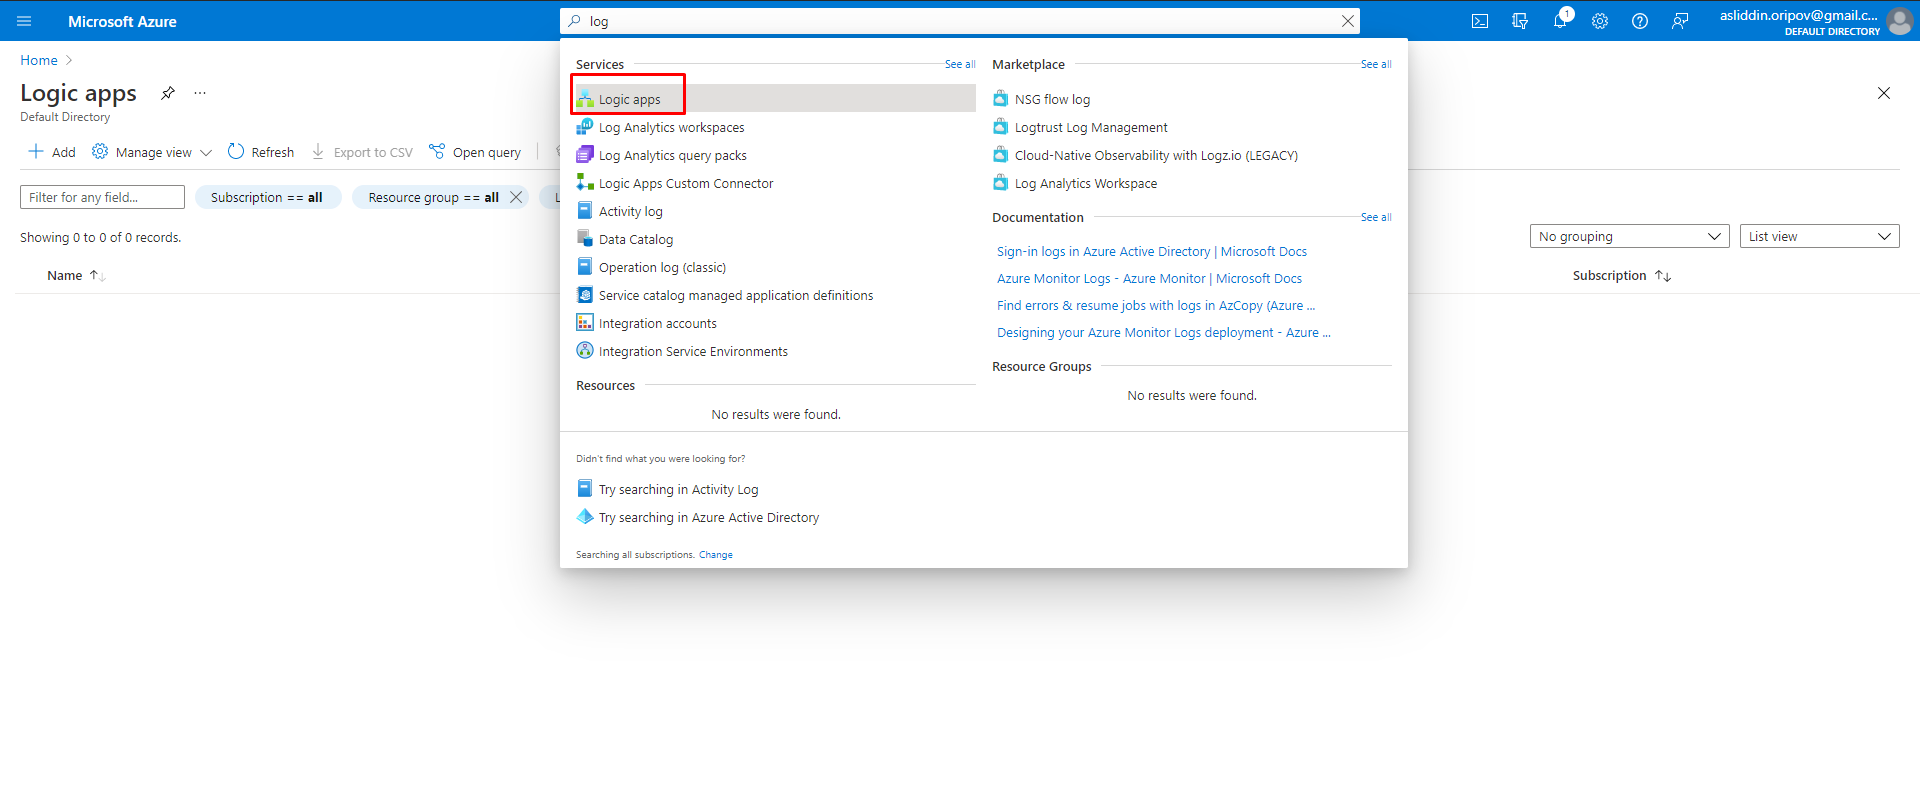 Microsoft Azure
log
1
asliddin.oripov@gmail.c...
DEFAULT DIRECTORY
Home
Logic apps
...
Default Directory
Add
Manage view
Refresh
Export to CSV
Open query
Filter for any field...
Subscription == all
Resource group == all
Showing 0 to 0 of 0 records.
No grouping
List view
Name
Subscription
Services
See all
Logic apps
Log Analytics workspaces
Log Analytics query packs
Logic Apps Custom Connector
Activity log
Data Catalog
Operation log (classic)
Service catalog managed application definitions
Integration accounts
Integration Service Environments
Resources
No results were found.
Marketplace
See all
NSG flow log
Logtrust Log Management
Cloud-Native Observability with Logz.io (LEGACY)
Log Analytics Workspace
Documentation
See all
Sign-in logs in Azure Active Directory | Microsoft Docs
Azure Monitor Logs - Azure Monitor | Microsoft Docs
Find errors & resume jobs with logs in AzCopy (Azure ...
Designing your Azure Monitor Logs deployment - Azure ...
Resource Groups
No results were found.
Didn't find what you were looking for?
Try searching in Activity Log
Try searching in Azure Active Directory
Searching all subscriptions. Change